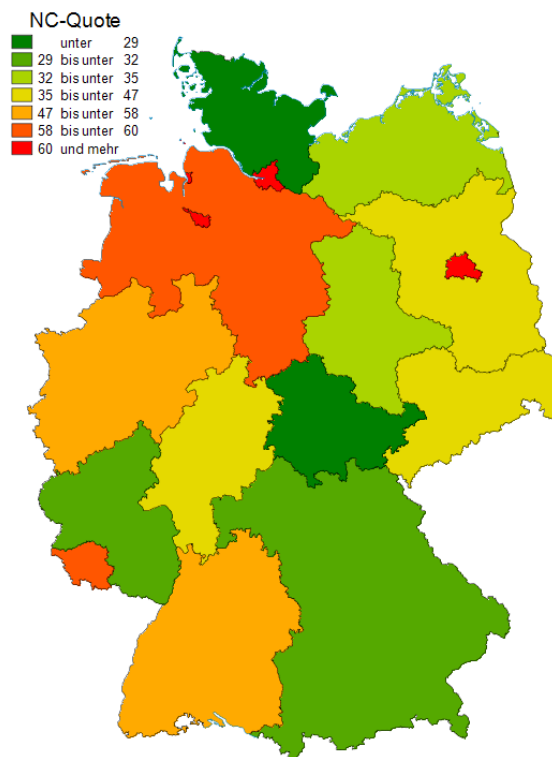 NC-Quote
unter 29
29 bis unter 32
32 bis unter 35
35 bis unter 47
47 bis unter 58
58 bis unter 60
60 und mehr